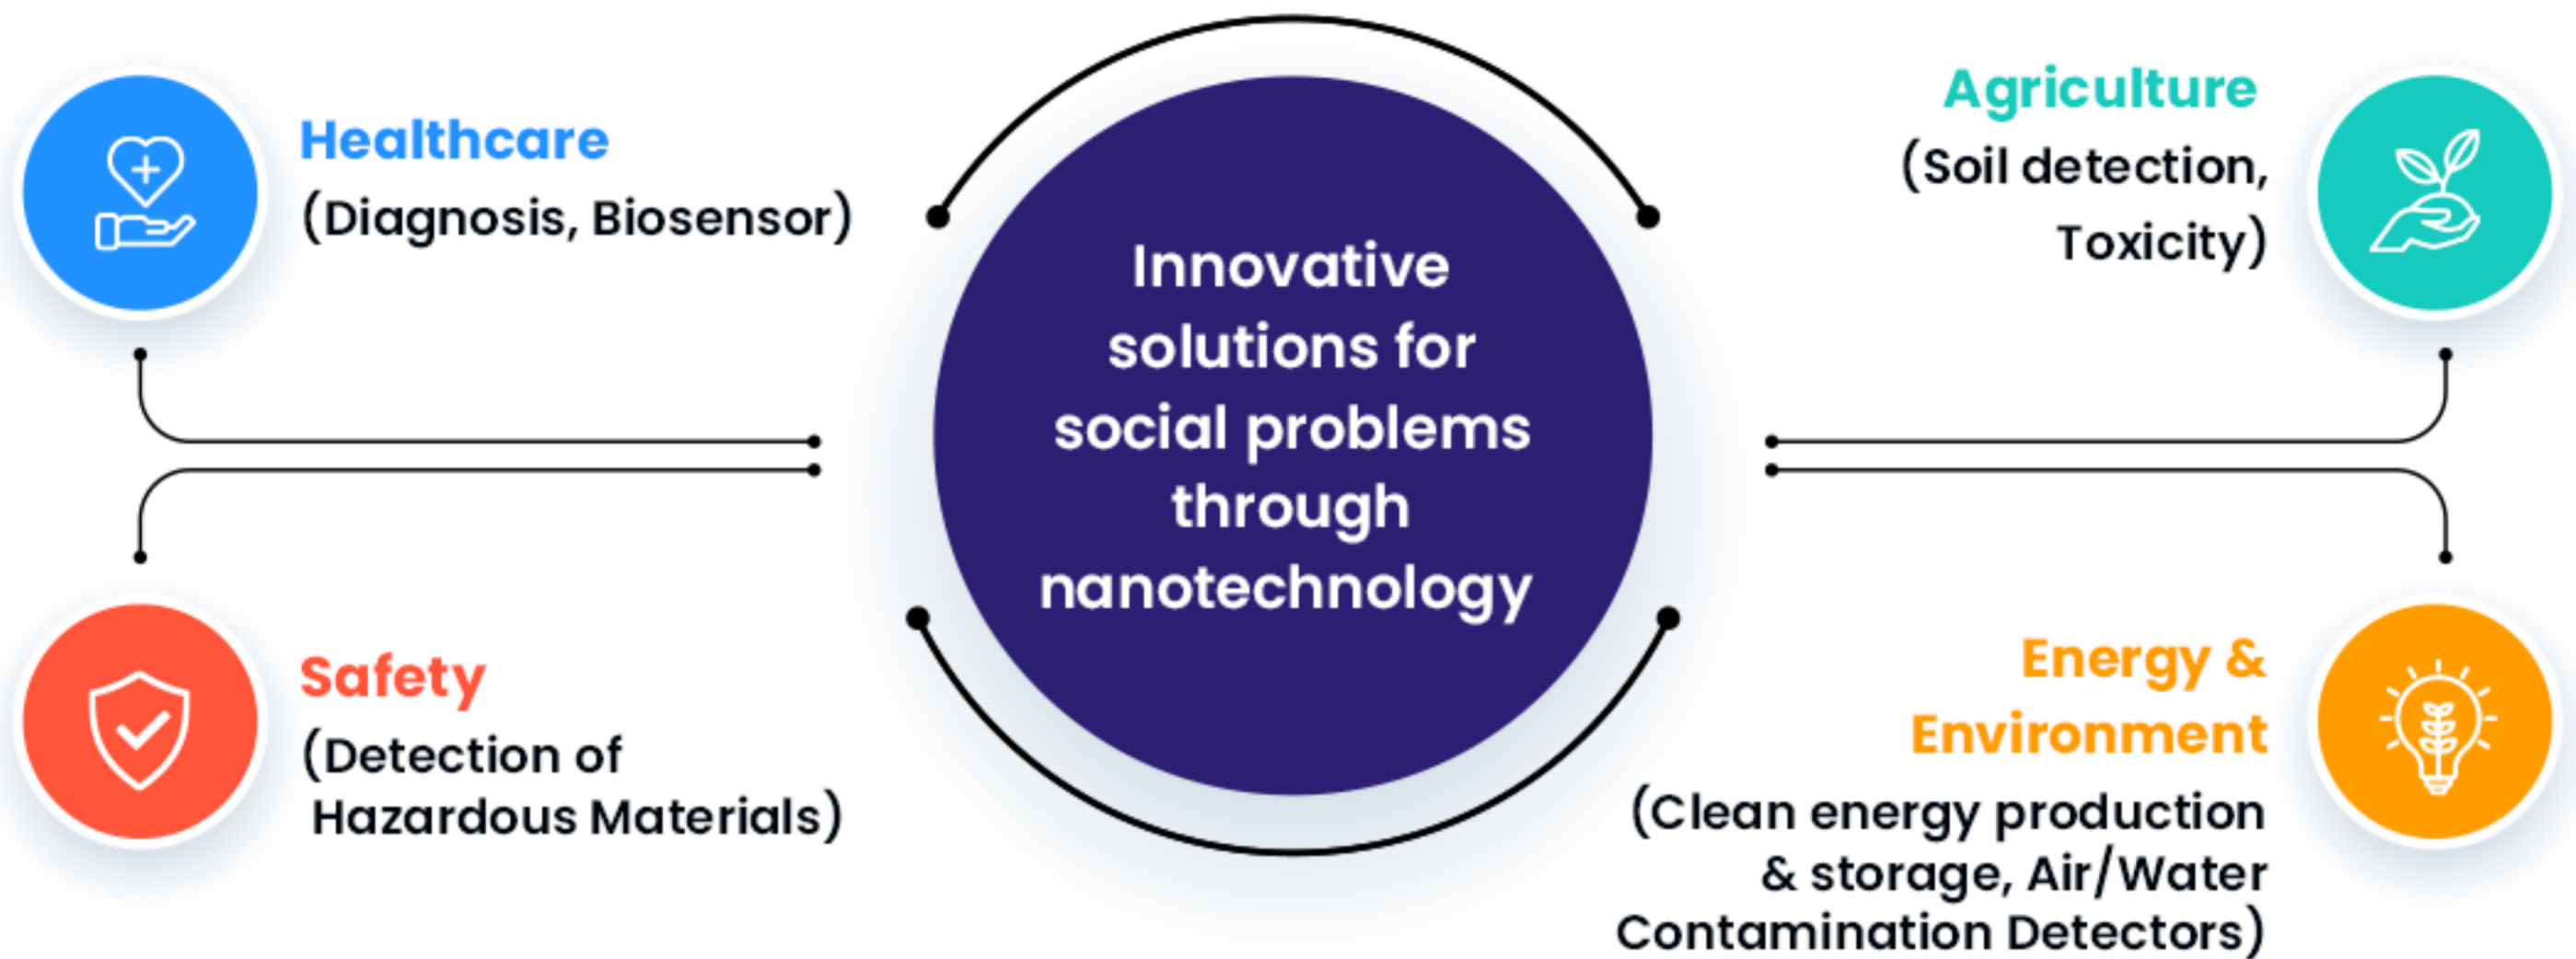 Healthcare
(Diagnosis, Biosensor)
Safety
(Detection of
Hazardous Materials)
Innovative
solutions for
social problems
through
nanotechnology
Agriculture
(Soil detection,
Toxicity)
Energy &
Environment
(Clean energy production
& storage, Air/Water
Contamination Detectors)